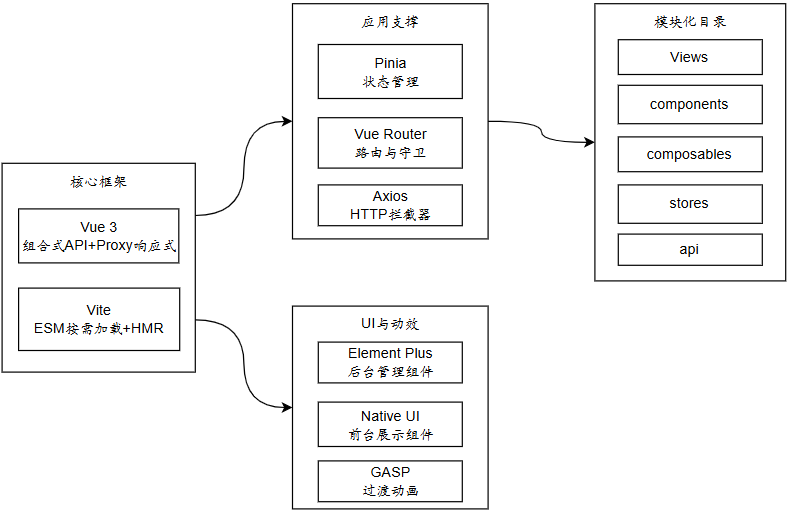 核心框架
Vue 3
组合式API+Proxy响应式
Vite
ESM按需加载+HMR
应用支撑
Pinia
状态管理
Vue Router
路由与守卫
Axios
HTTP拦截器
UI与动效
Element Plus
后台管理组件
Native UI
前台展示组件
GASP
过渡动画
模块化目录
Views
components
composables
stores
api